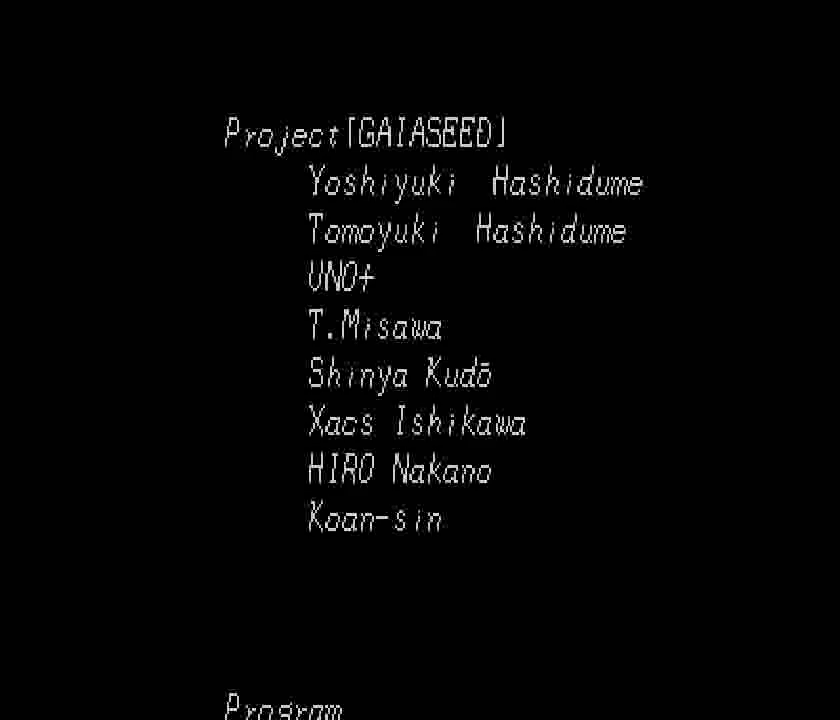 Project｢GAIASEED｣
Yoshiyuki Hashidume
Tomoyuki Hashidume
UNO+
T.Misawa
Shinya Kudō
Xacs Ishikawa
HIRO Nakano
Koan-sin
Program